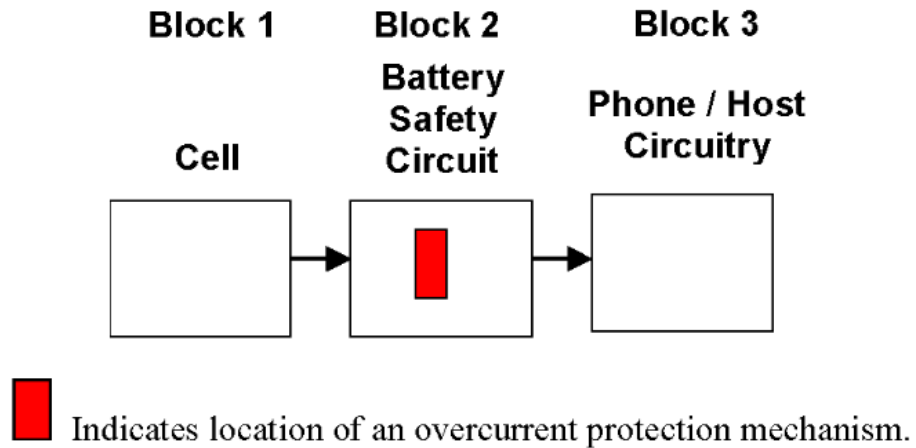 Block 1
Block 2
Block 3
Cell
Battery
Safety
Circuit
Phone / Host
Circuitry
Indicates location of an overcurrent protection mechanism.